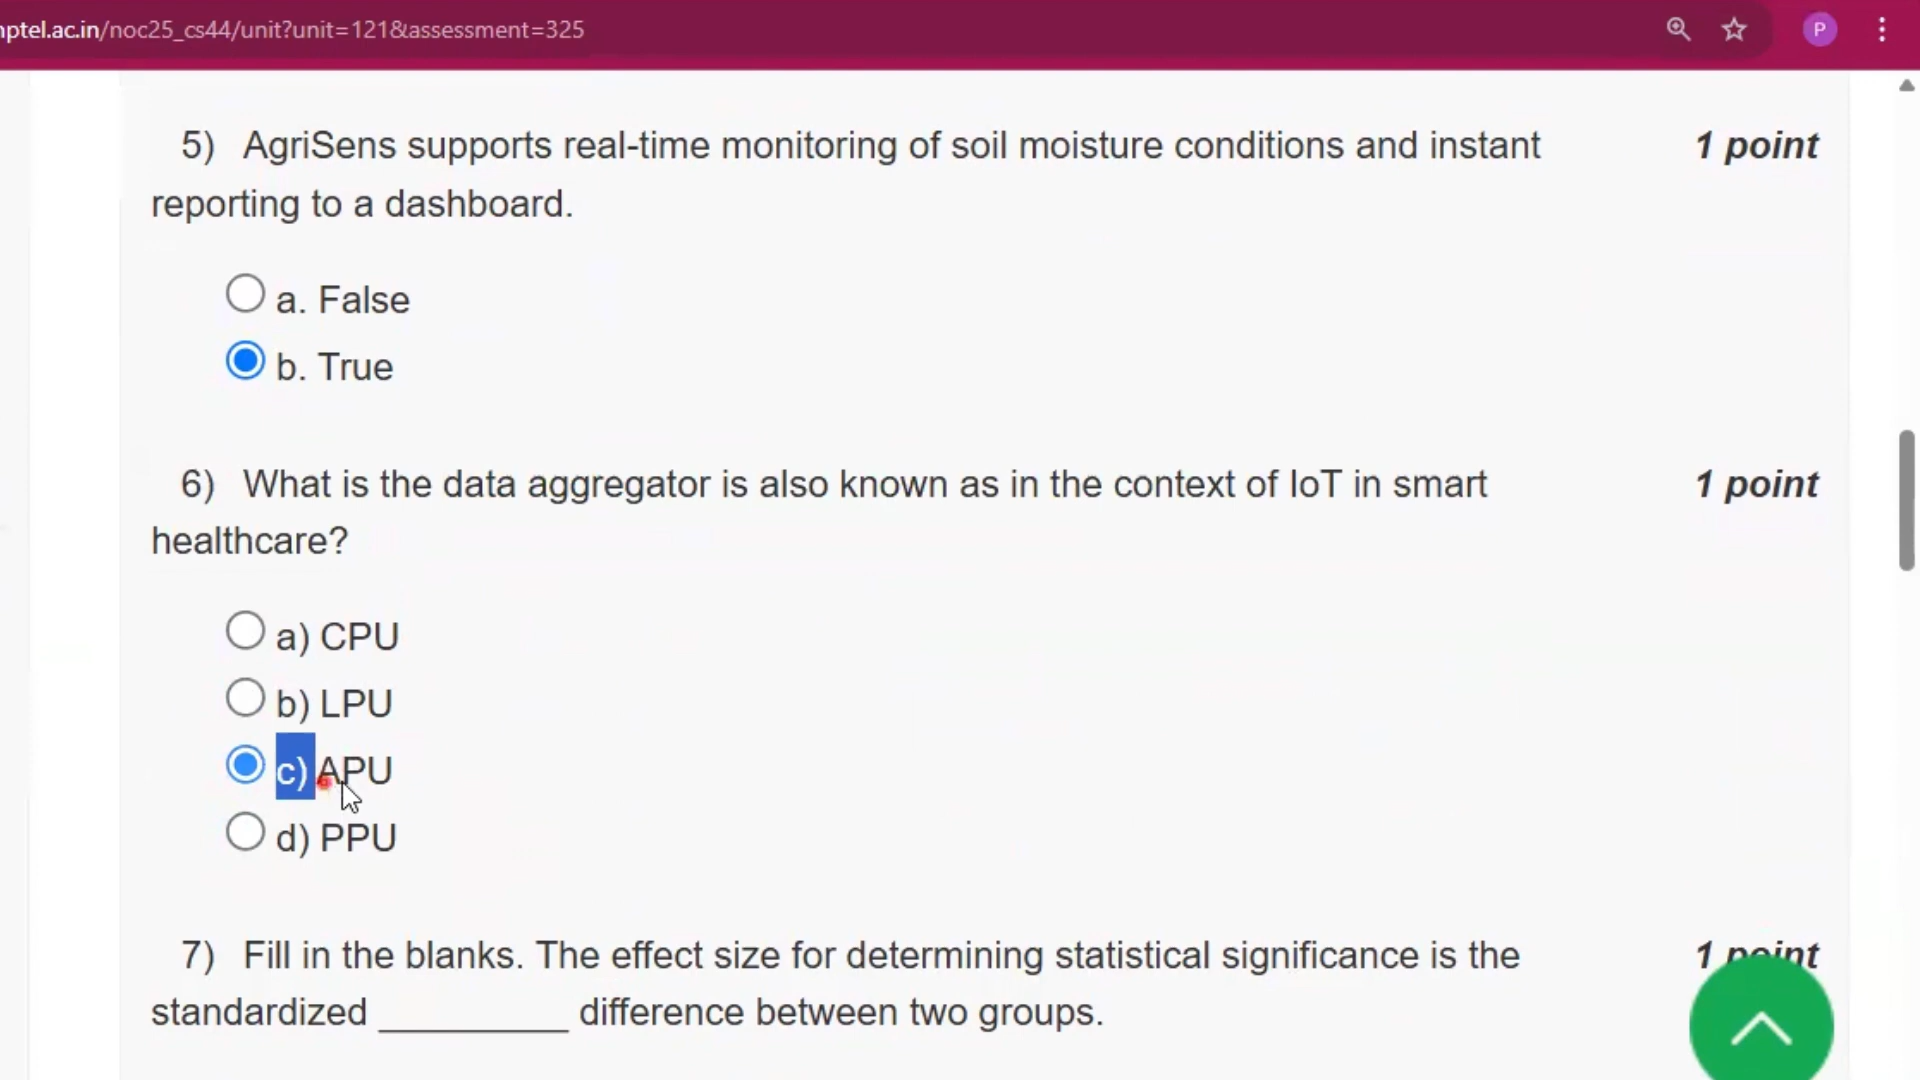 nptel.ac.in/noc25_cs44/unit?unit=121&assessment=325
P
5) AgriSens supports real-time monitoring of soil moisture conditions and instant 1 point
reporting to a dashboard.
a. False
b. True
6) What is the data aggregator is also known as in the context of IoT in smart 1 point
healthcare?
a) CPU
b) LPU
c) APU
d) PPU
7) Fill in the blanks. The effect size for determining statistical significance is the 1 point
standardized _________ difference between two groups.